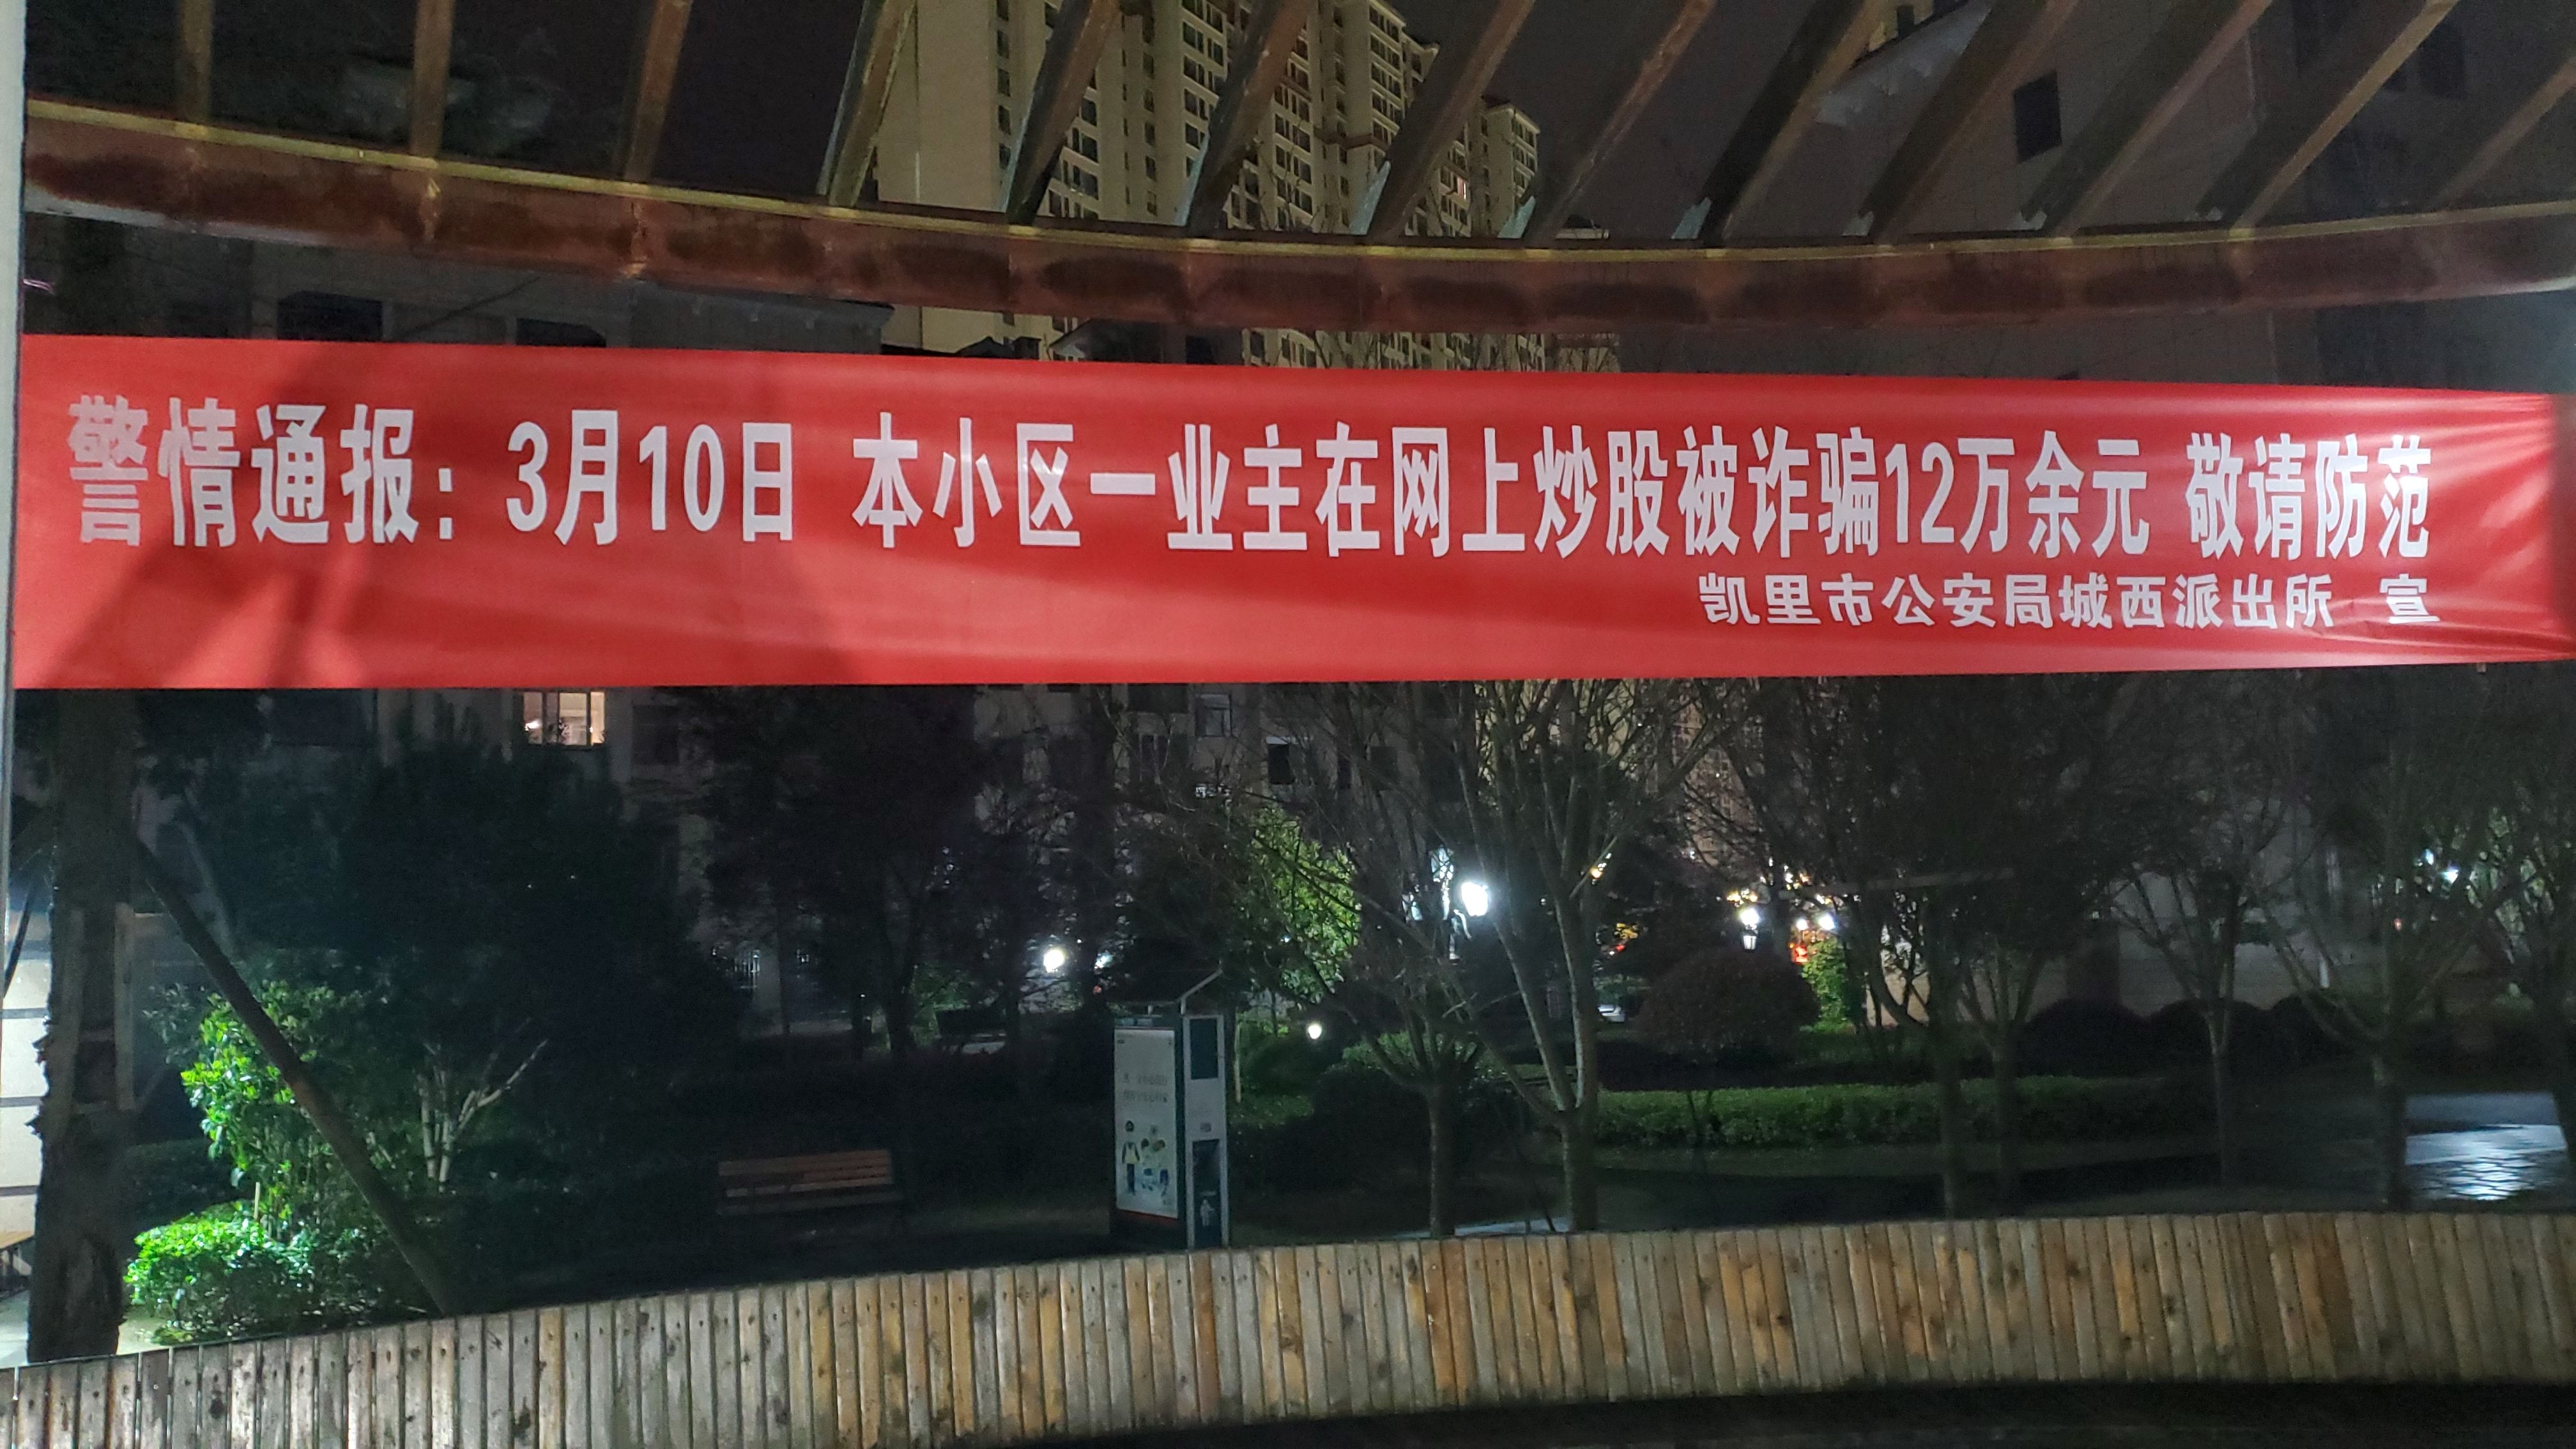 警情通报：3月10日 本小区一业主在网上炒股被诈骗12万余元 敬请防范
凯里市公安局城西派出所 宣